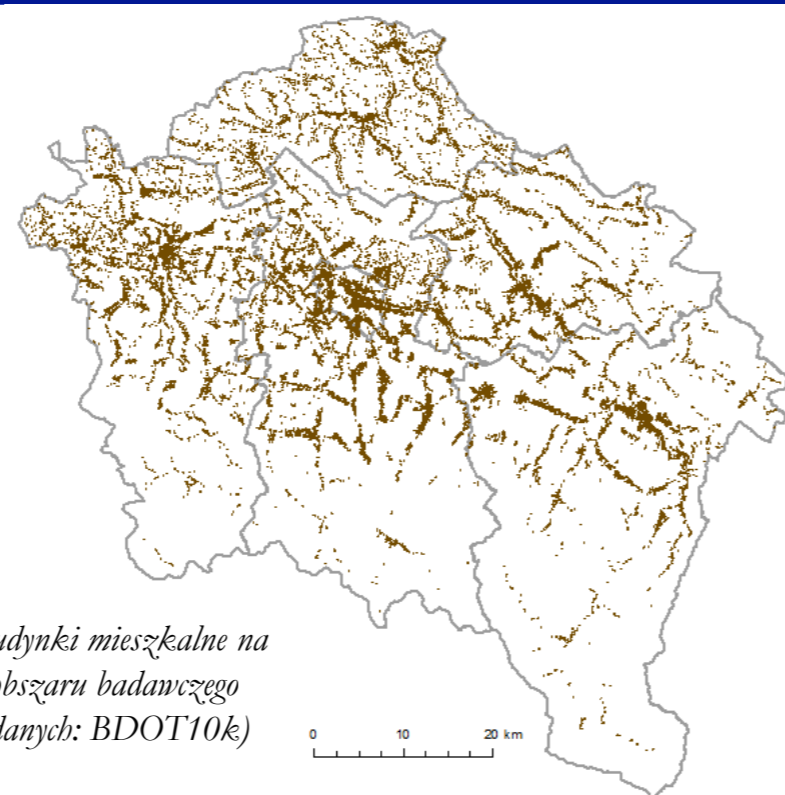 udynki mieszkalne na
obszaru badawczego
danych: BDOT10k)
0 10 20 km